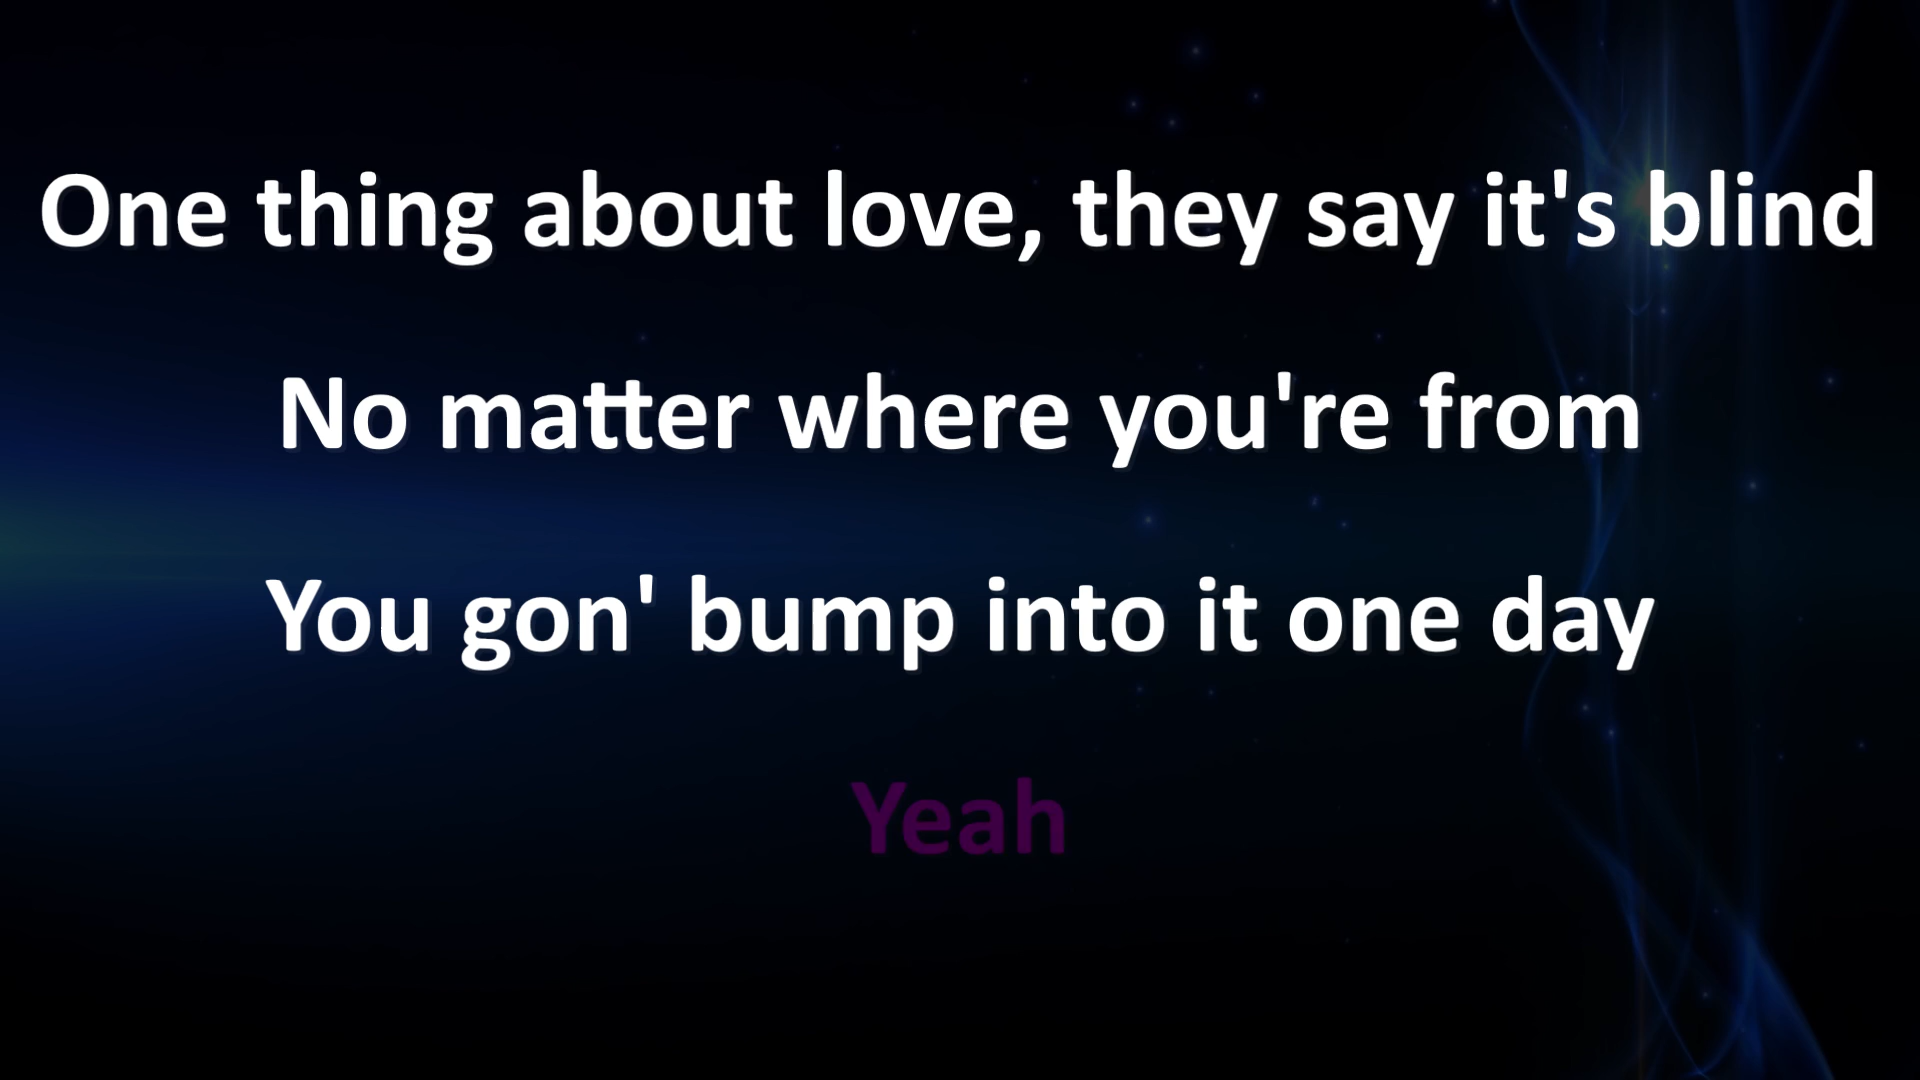 One thing about love, they say it's blind
No matter where you're from
You gon' bump into it one day
Yeah